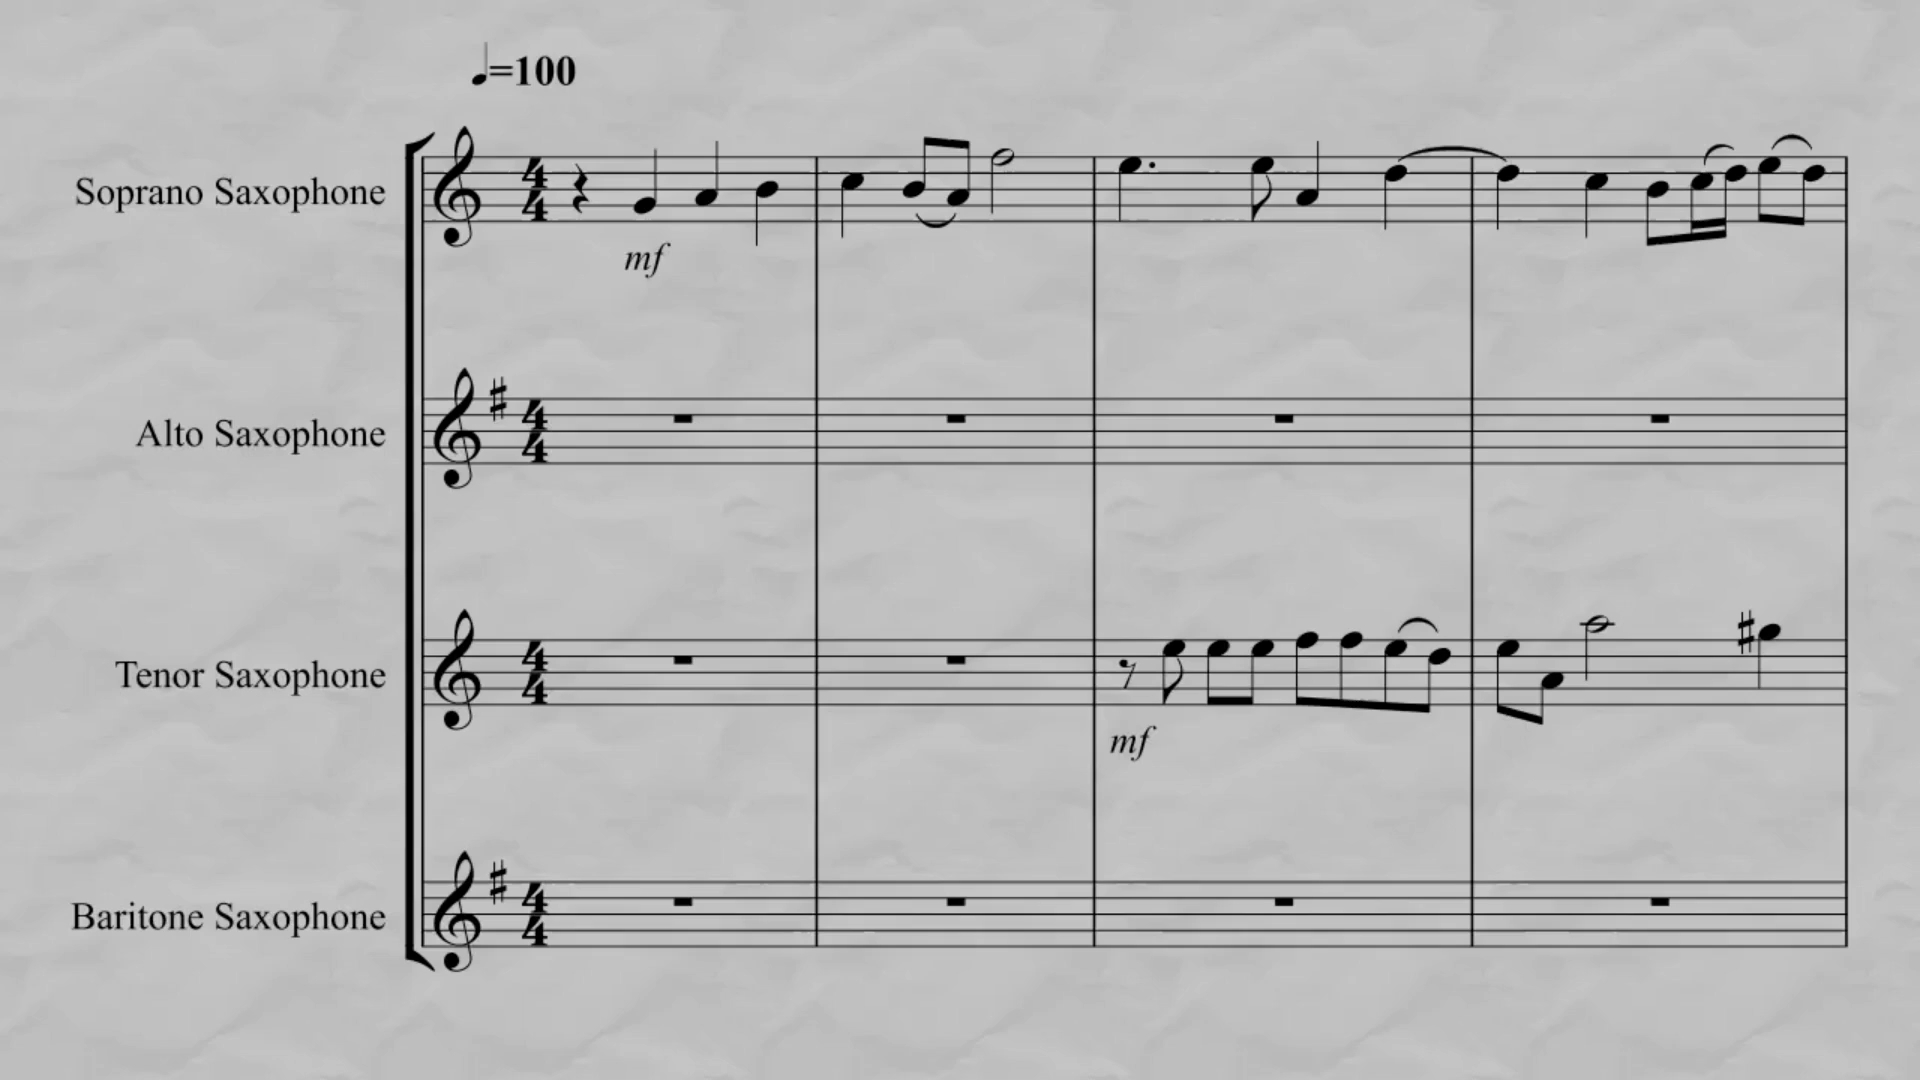 ♩=100
Soprano Saxophone
mf
Alto Saxophone
Tenor Saxophone
mf
Baritone Saxophone